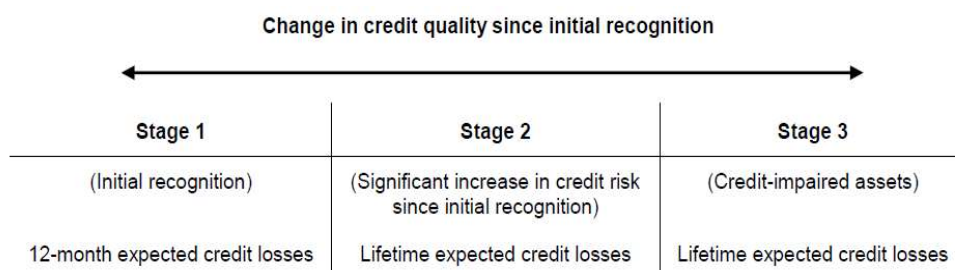 Change in credit quality since initial recognition
Stage 1 Stage 2 Stage 3
(Initial recognition) (Significant increase in credit risk (Credit-impaired assets)
since initial recognition)
12-month expected credit losses Lifetime expected credit losses Lifetime expected credit losses